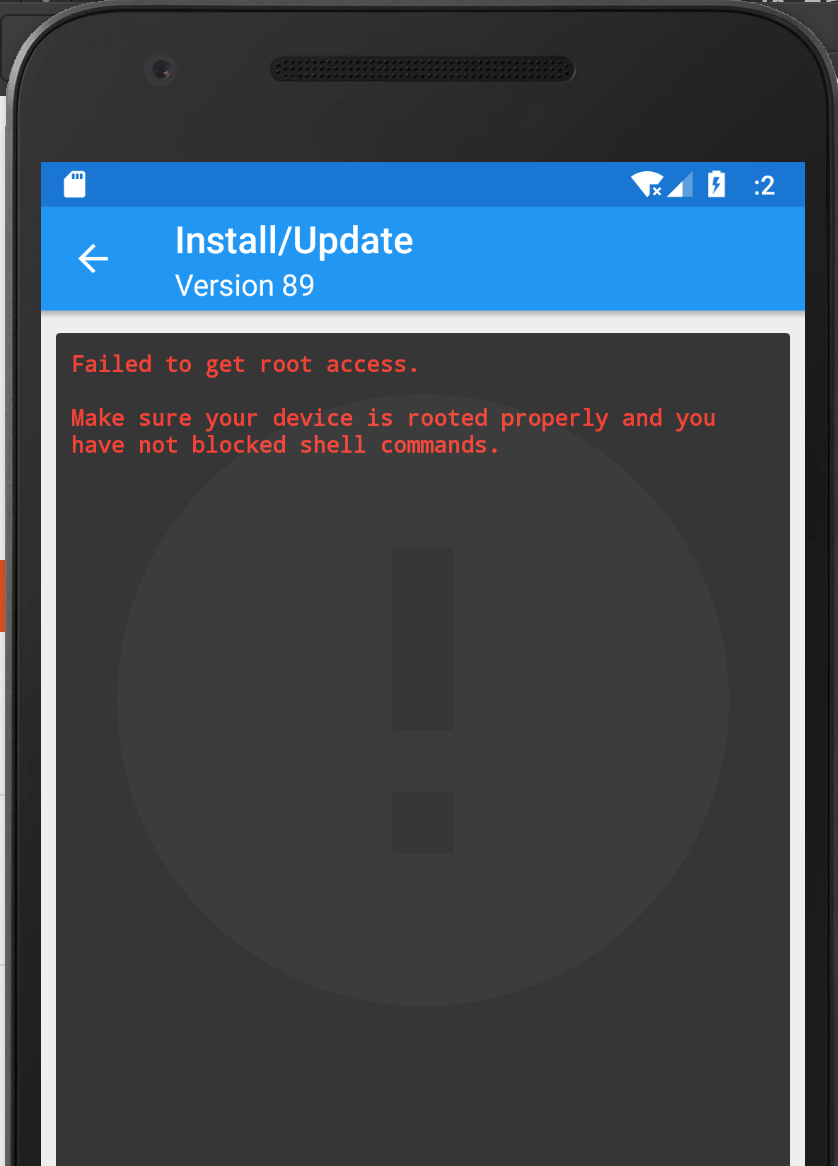 :2
Install/Update
Version 89
Failed to get root access.
Make sure your device is rooted properly and you
have not blocked shell commands.